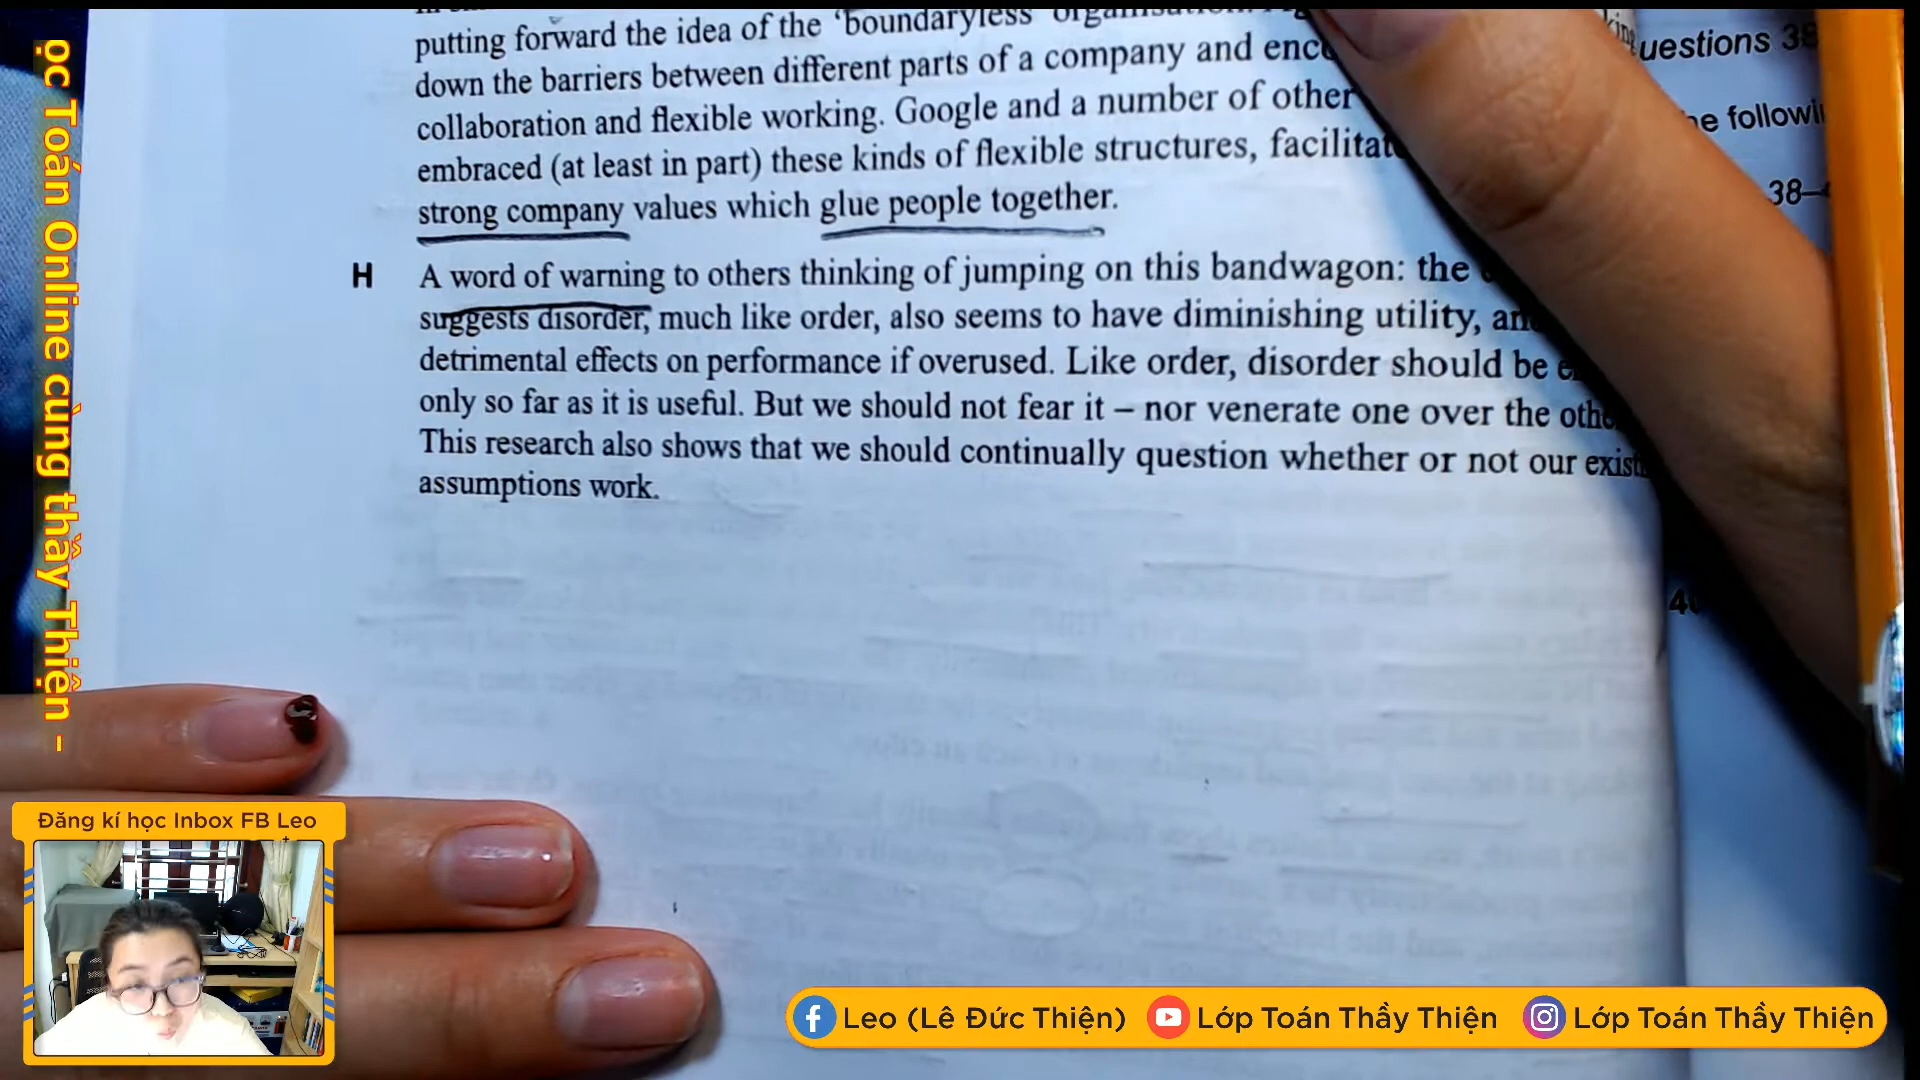 putting forward the idea of the 'boundaryless'
down the barriers between different parts of a company and
collaboration and flexible working. Google and a number of other
embraced (at least in part) these kinds of flexible structures,
strong company values which glue people together.
H A word of warning to others thinking of jumping on this bandwagon: the
suggests disorder, much like order, also seems to have diminishing utility,
detrimental effects on performance if overused. Like order, disorder should be
only so far as it is useful. But we should not fear it – nor venerate one over the
This research also shows that we should continually question whether or not our
assumptions work.
38
followi
38–
40
ọc Toán Online cùng thầy Thiện -
Đăng kí học Inbox FB Leo
Leo (Lê Đức Thiện) Lớp Toán Thầy Thiện Lớp Toán Thầy Thiện